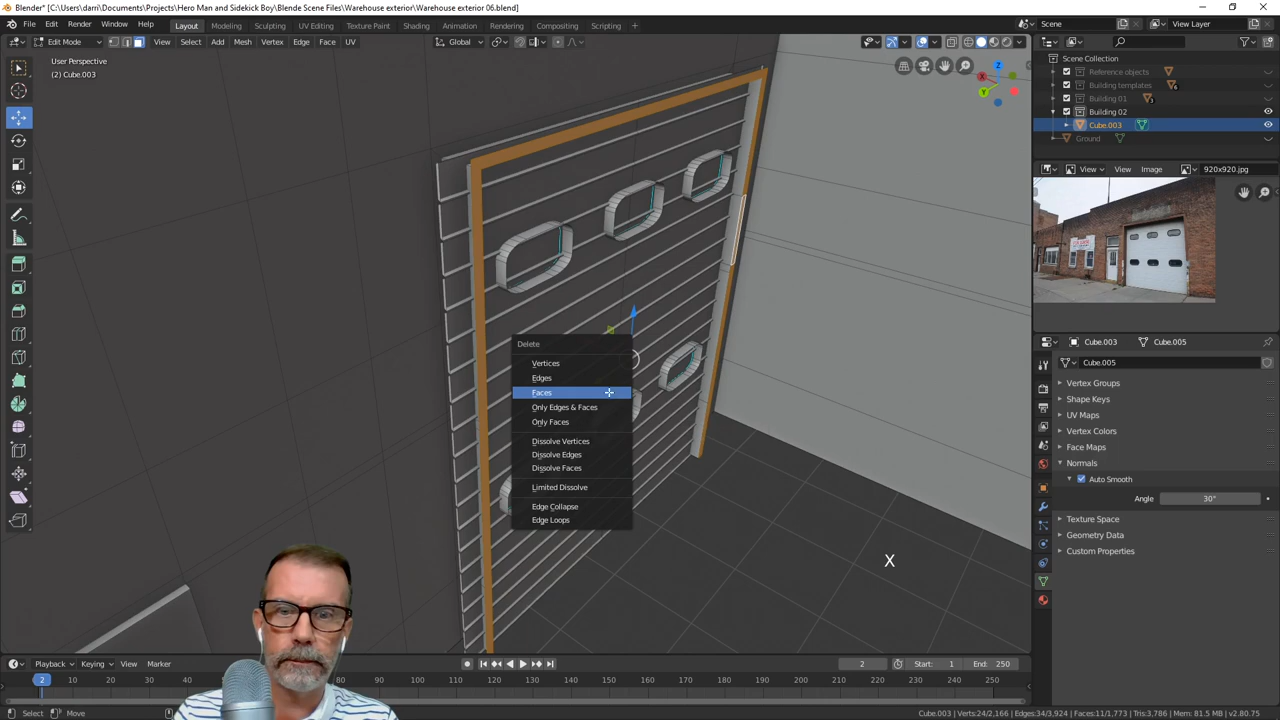 Blender* [C:\Users\darri\Documents\Projects\Hero Man and Sidekick Boy\Blende Scene Files\Warehouse exterior\Warehouse exterior 06.blend]
File Edit Render Window Help Layout Modeling Sculpting UV Editing Texture Paint Shading Animation Rendering Compositing Scripting Scene View Layer
Edit Mode View Select Add Mesh Vertex Edge Face UV Global
User Perspective
(2) Cube.003
Scene Collection
Reference objects
Building templates
Building 01
Building 02
Cube.003
Ground
View View Image 920x920.jpg
Cube.003 Cube.005
Cube.005
Vertex Groups
Shape Keys
UV Maps
Vertex Colors
Face Maps
Normals
Auto Smooth
Angle 30°
Texture Space
Geometry Data
Custom Properties
Delete
Vertices
Edges
Faces
Only Edges & Faces
Only Faces
Dissolve Vertices
Dissolve Edges
Dissolve Faces
Limited Dissolve
Edge Collapse
Edge Loops
X
Playback Keying View Marker 2 Start: 1 End: 250
2 10 20 30 40 50 60 70 80 90 100 110 120 130 140 150 160 170 180 190 200 210 220 230 240 250
Select Move Cube.003 | Verts:24/2,166 | Edges:34/3,924 | Faces:11/1,773 | Tris:3,786 | Mem: 81.5 MB | v2.80.75